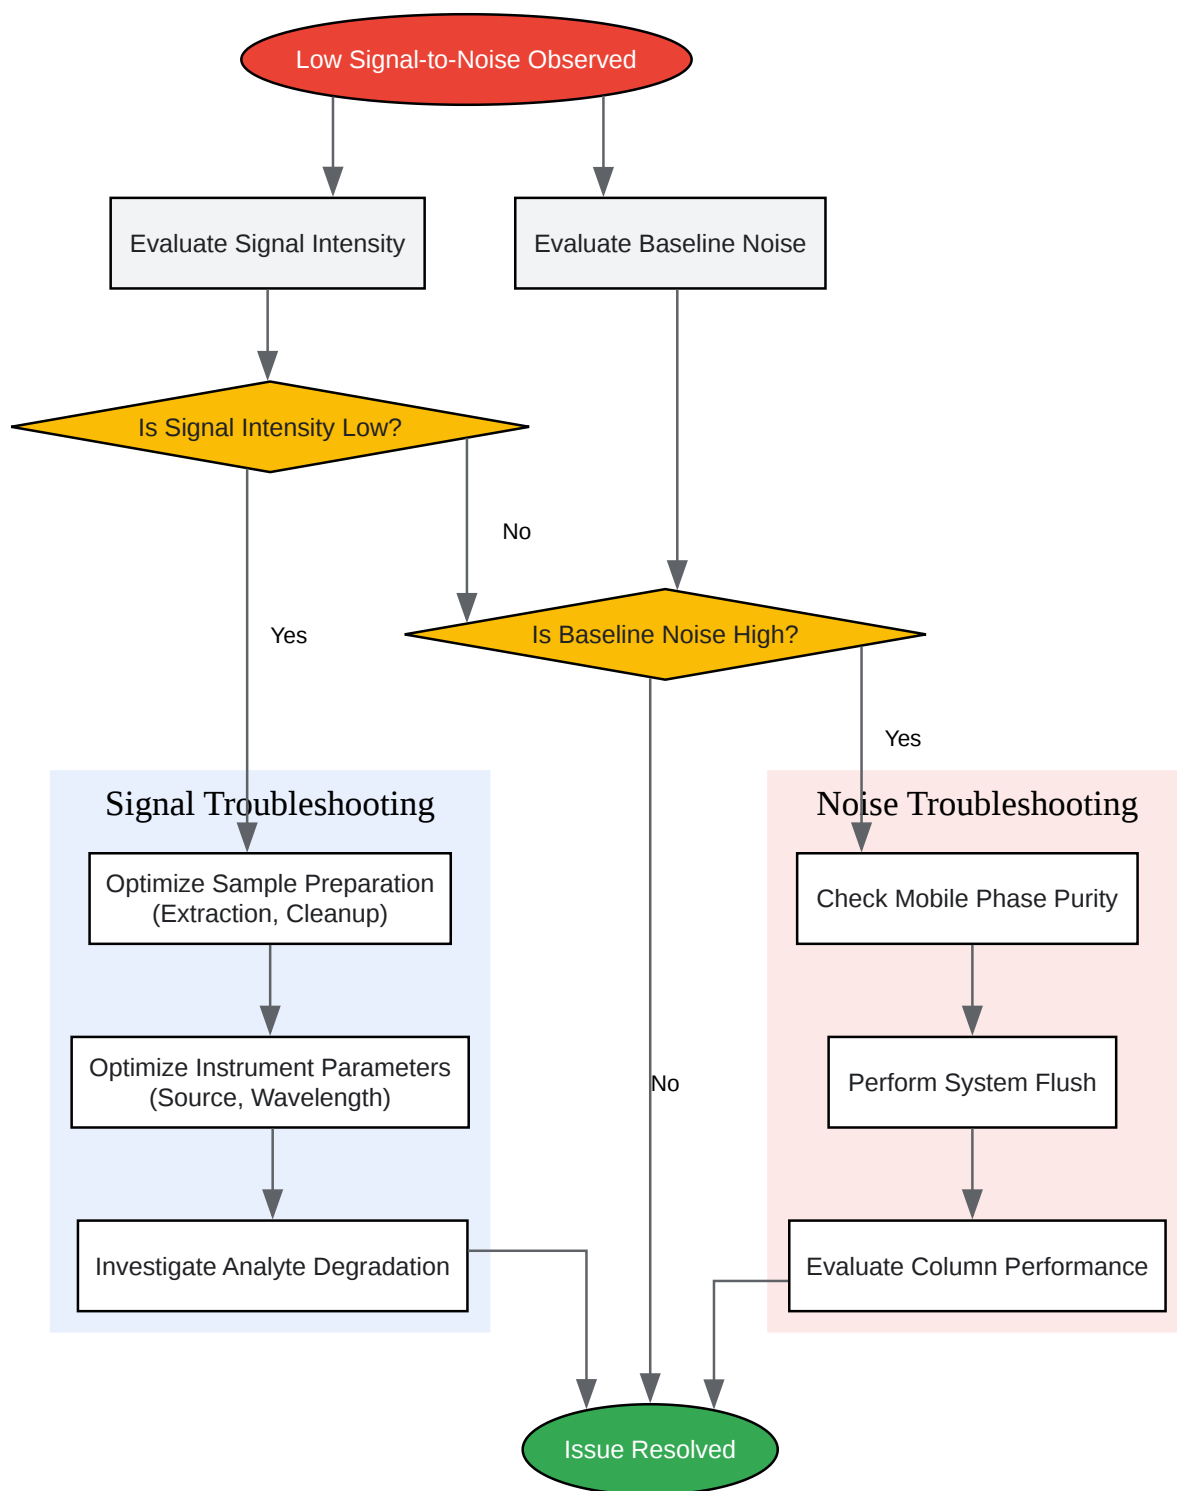 Low Signal-to-Noise Observed
Evaluate Signal Intensity
Evaluate Baseline Noise
Is Signal Intensity Low?
No
Yes
Is Baseline Noise High?
Yes
Signal Troubleshooting
Noise Troubleshooting
Optimize Sample Preparation
(Extraction, Cleanup)
Check Mobile Phase Purity
Optimize Instrument Parameters
(Source, Wavelength)
No
Perform System Flush
Investigate Analyte Degradation
Evaluate Column Performance
Issue Resolved